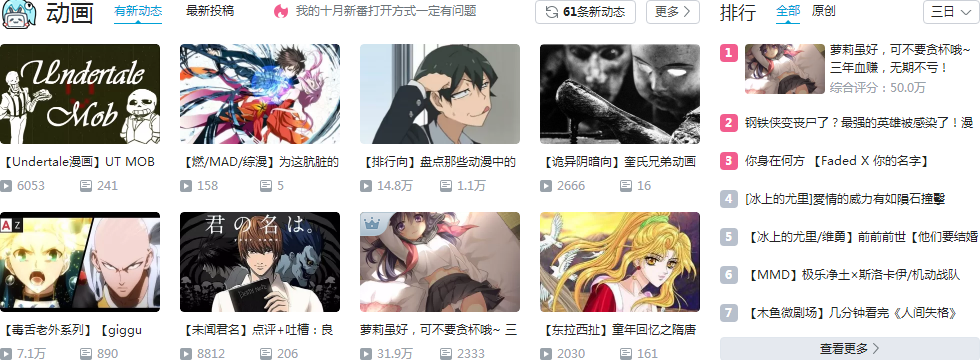 动画 有新动态 最新投稿 我的十月新番打开方式一定有问题 61条新动态 更多
Undertale
Mob
【Undertale漫画】UT MOB
6053 241
【燃/MAD/综漫】为这肮脏的
158 5
【排行向】盘点那些动漫中的
14.8万 1.1万
【诡异阴暗向】奎氏兄弟动画
2666 16
A Z
【毒舌老外系列】【giggu
7.1万 890
君の名は。
Death note
【未闻君名】点评+吐槽：良
8812 206
萝莉虽好，可不要贪杯哦~ 三
31.9万 2333
【东拉西扯】童年回忆之隋唐
2030 161
排行 全部 原创 三日
1 萝莉虽好，可不要贪杯哦~
三年血赚，无期不亏！
综合评分：50.0万
2 钢铁侠变丧尸了？最强的英雄被感染了！漫
3 你身在何方 【Faded X 你的名字】
4 [冰上的尤里]爱情的威力有如陨石撞击
5 【冰上的尤里/维勇】前前前世【他们要结婚
6 【MMD】极乐净土×斯洛卡伊/机动战队
7 【木鱼微剧场】几分钟看完《人间失格》
查看更多